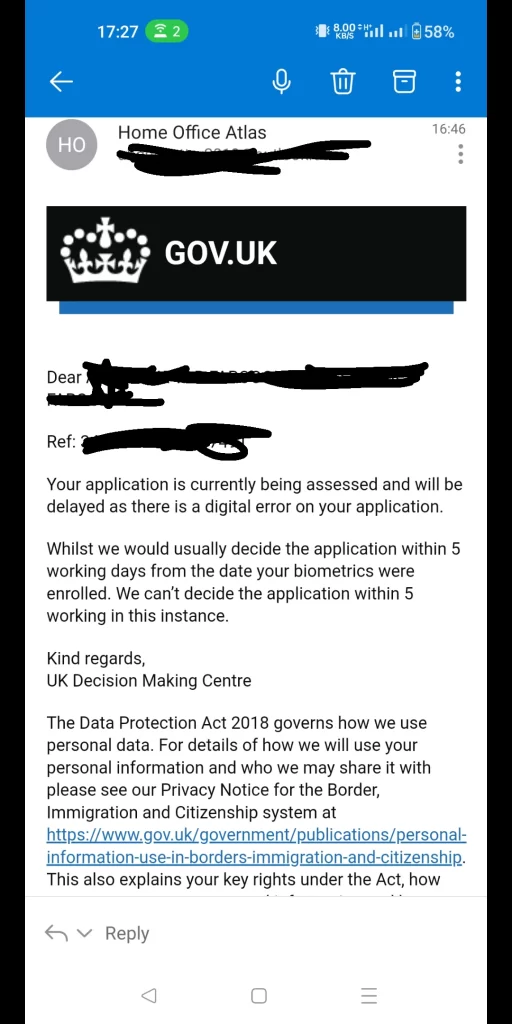 17:27
2
8.00
KB/S
58%
HO
Home Office Atlas
16:46
GOV.UK
Dear
Ref:
Your application is currently being assessed and will be
delayed as there is a digital error on your application.
Whilst we would usually decide the application within 5
working days from the date your biometrics were
enrolled. We can't decide the application within 5
working in this instance.
Kind regards,
UK Decision Making Centre
The Data Protection Act 2018 governs how we use
personal data. For details of how we will use your
personal information and who we may share it with
please see our Privacy Notice for the Border,
Immigration and Citizenship system at
https://www.gov.uk/government/publications/personal-
information-use-in-borders-immigration-and-citizenship.
This also explains your key rights under the Act, how
Reply